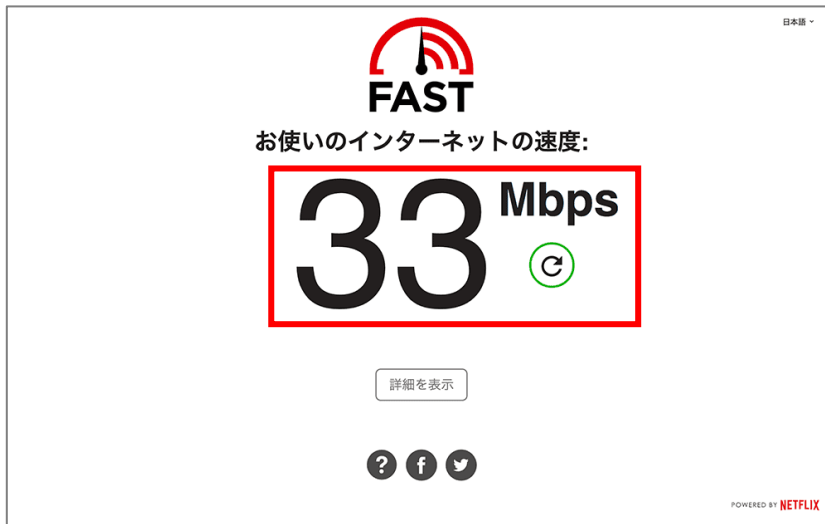 日本語
FAST
お使いのインターネットの速度:
33 Mbps
詳細を表示
?
f
POWERED BY NETFLIX